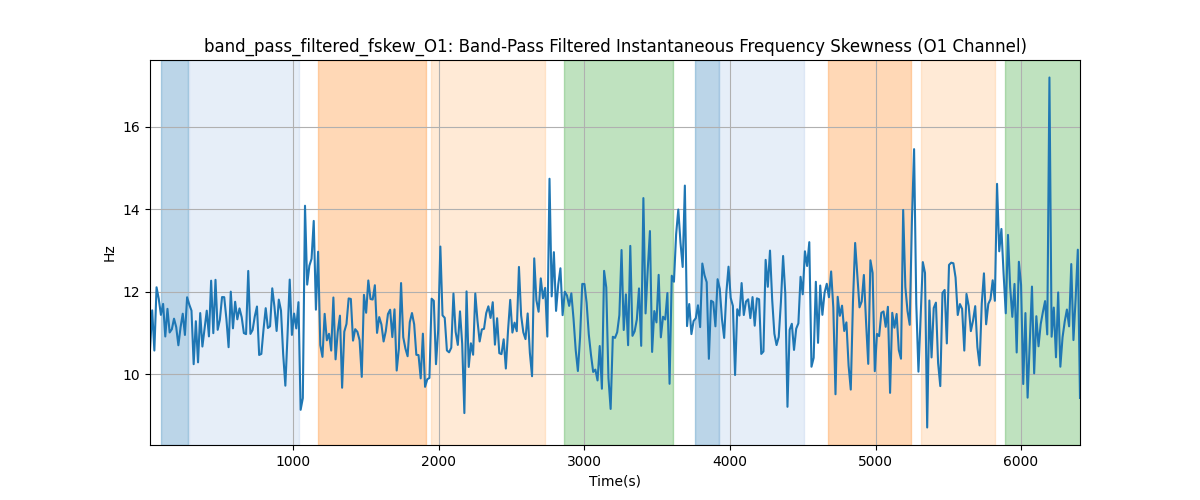 band_pass_filtered_fskew_O1: Band-Pass Filtered Instantaneous Frequency Skewness (O1 Channel)
16
14
12
10
Hz
1000 2000 3000 4000 5000 6000
Time(s)